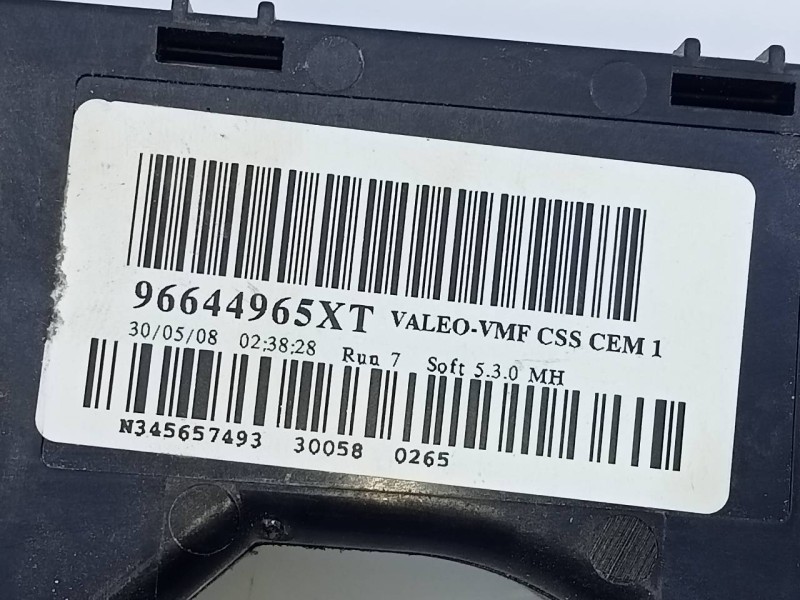 96644965XT VALEO-VMF CSS CEM 1
30/05/08 02:38:28 Run 7 Soft 5.3.0 MH
N345657493 30058 0265